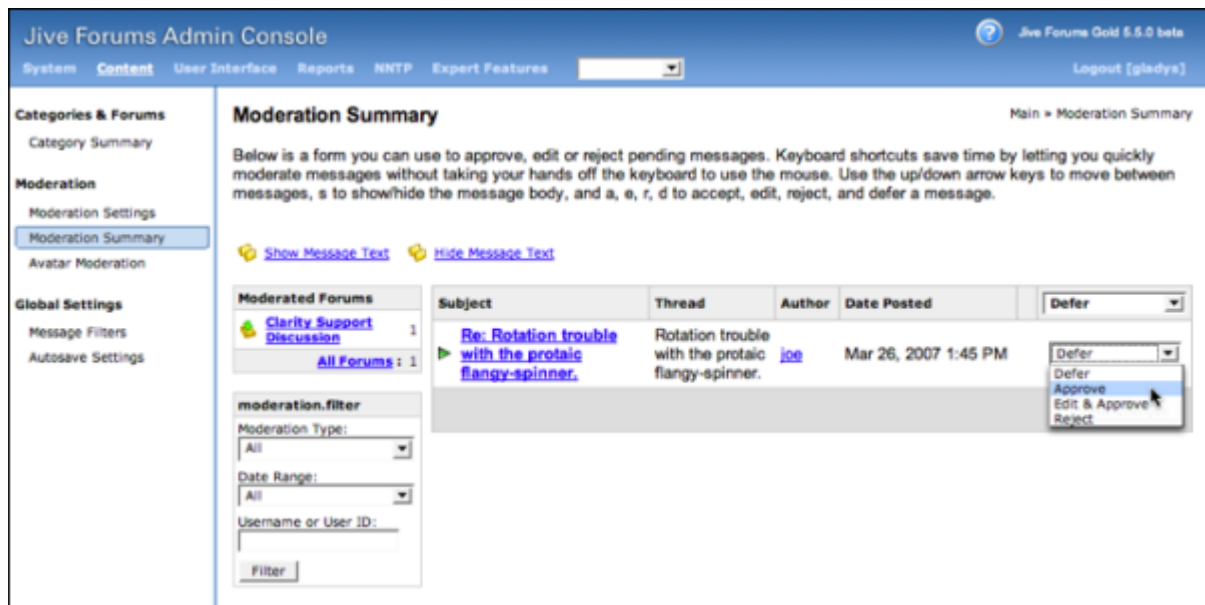 Jive Forums Admin Console
? Jive Forums Gold 5.5.0 beta
System Content User Interface Reports NNTP Expert Features
Logout [gladys]
Categories & Forums
Category Summary
Moderation
Moderation Settings
Moderation Summary
Avatar Moderation
Global Settings
Message Filters
Autosave Settings
Moderation Summary
Main » Moderation Summary
Below is a form you can use to approve, edit or reject pending messages. Keyboard shortcuts save time by letting you quickly
moderate messages without taking your hands off the keyboard to use the mouse. Use the up/down arrow keys to move between
messages, s to show/hide the message body, and a, e, r, d to accept, edit, reject, and defer a message.
Show Message Text Hide Message Text
Moderated Forums
Clarity Support
Discussion 1
All Forums : 1
moderation.filter
Moderation Type:
All
Date Range:
All
Username or User ID:
Filter
Subject Thread Author Date Posted Defer
Re: Rotation trouble
with the protaic
flangy-spinner.
Rotation trouble
with the protaic
flangy-spinner.
joe
Mar 26, 2007 1:45 PM
Defer
Defer
Approve
Edit & Approve
Reject